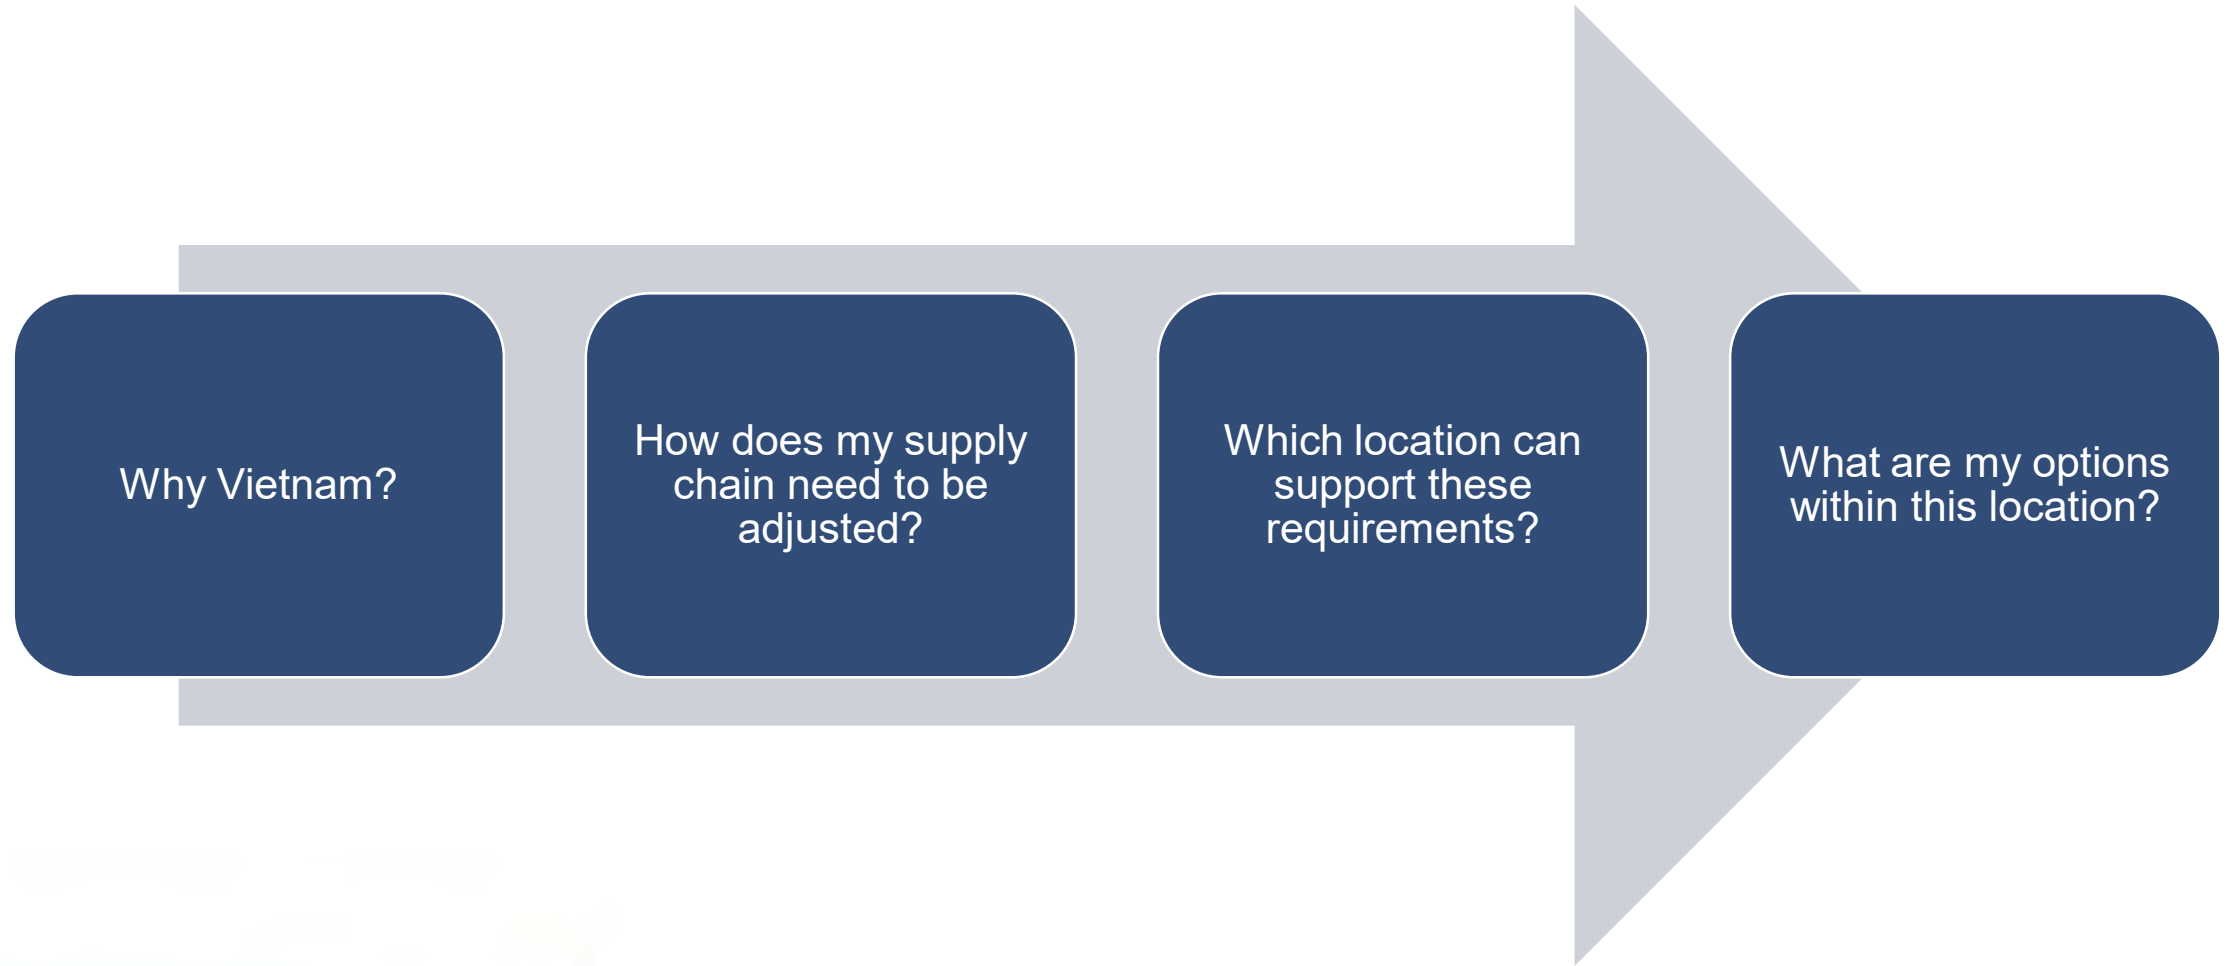 Why Vietnam?
How does my supply
chain need to be
adjusted?
Which location can
support these
requirements?
What are my options
within this location?